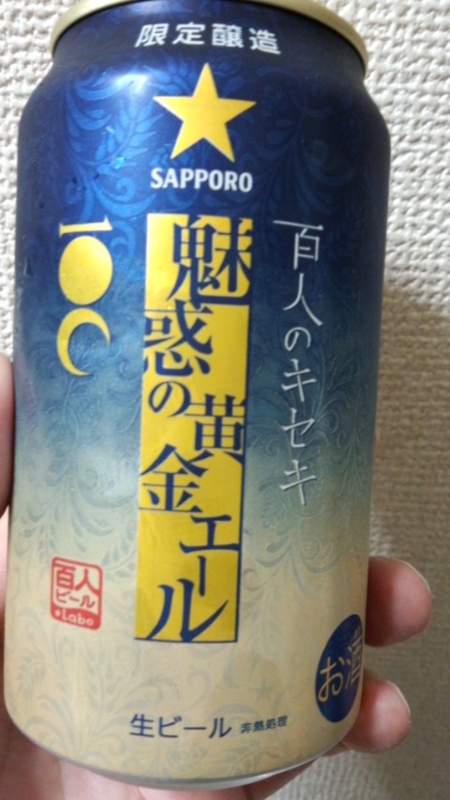 限定醸造
SAPPORO
百人のキセキ
魅惑の黄金エール
100
百人
ビール
Labo
お酒
生ビール 非熱処理